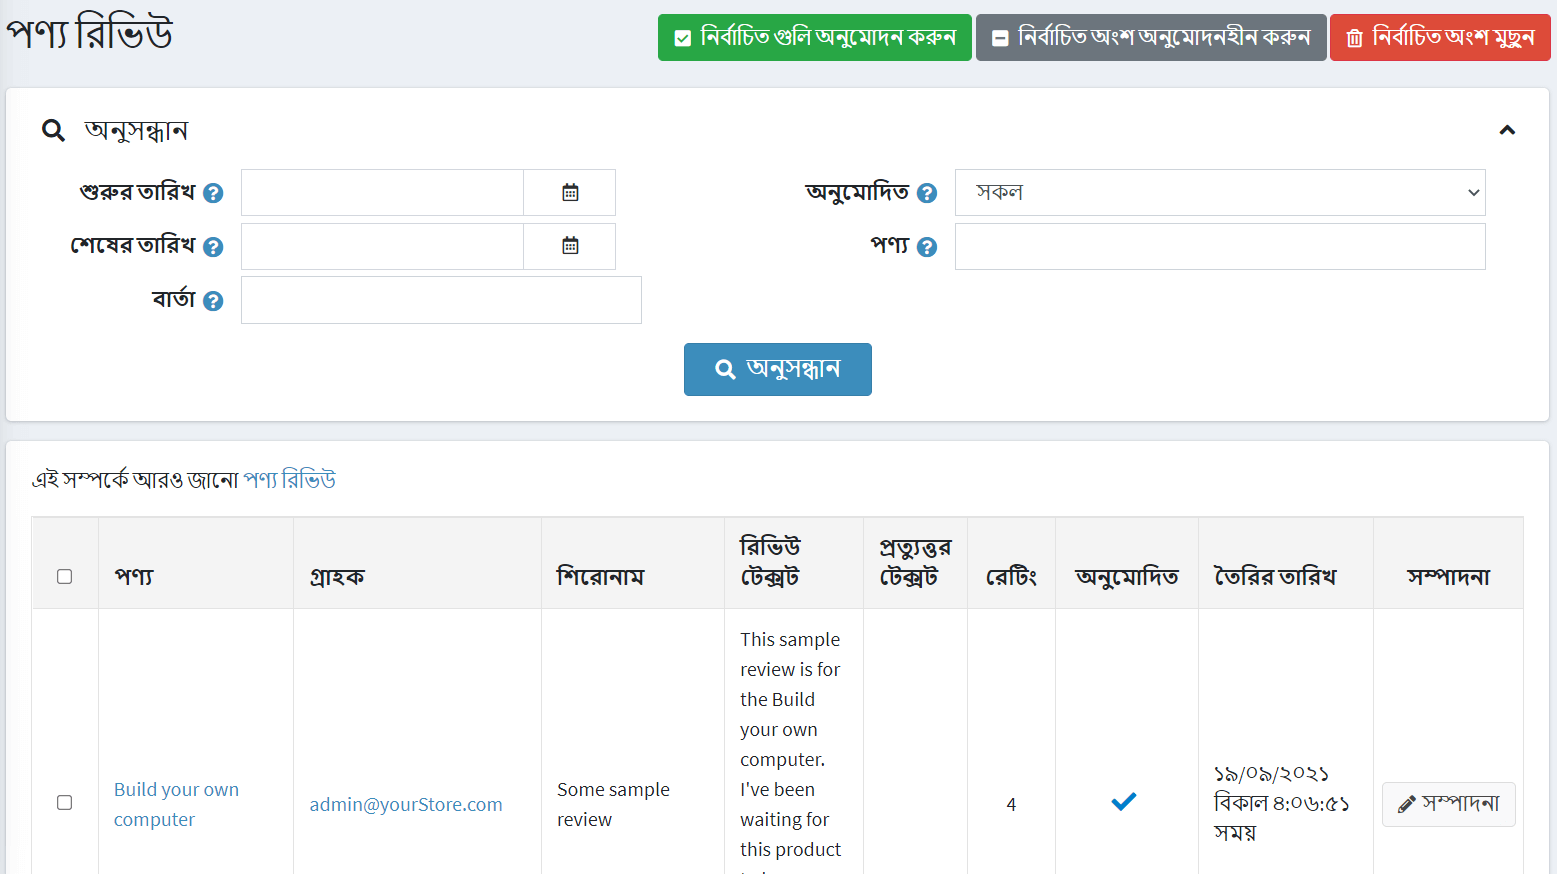 পণ্য রিভিউ
নির্বাচিত গুলি অনুমোদন করুন
নির্বাচিত অংশ অনুমোদনহীন করুন
নির্বাচিত অংশ মুছুন
অনুসন্ধান
শুরুর তারিখ
অনুমোদিত
সকল
শেষের তারিখ
পণ্য
বার্তা
অনুসন্ধান
এই সম্পর্কে আরও জানো পণ্য রিভিউ
পণ্য
গ্রাহক
শিরোনাম
রিভিউ
টেক্সট
প্রত্যুত্তর
টেক্সট
রেটিং
অনুমোদিত
তৈরির তারিখ
সম্পাদনা
Build your own
computer
admin@yourStore.com
Some sample
review
This sample
review is for
the Build
your own
computer.
I've been
waiting for
this product
4
১৯/০৯/২০২১
বিকাল ৪:০৬:৫১
সময়
সম্পাদনা